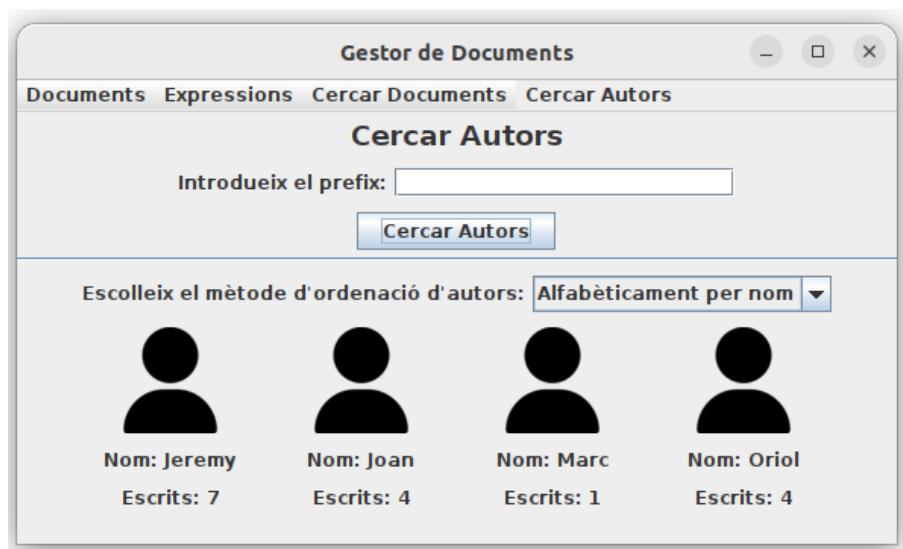 Gestor de Documents
Documents Expressions Cercar Documents Cercar Autors
Cercar Autors
Introdueix el prefix:
Cercar Autors
Escolleix el mètode d'ordenació d'autors: Alfabèticament per nom
Nom: Jeremy Nom: Joan Nom: Marc Nom: Oriol
Escrits: 7 Escrits: 4 Escrits: 1 Escrits: 4